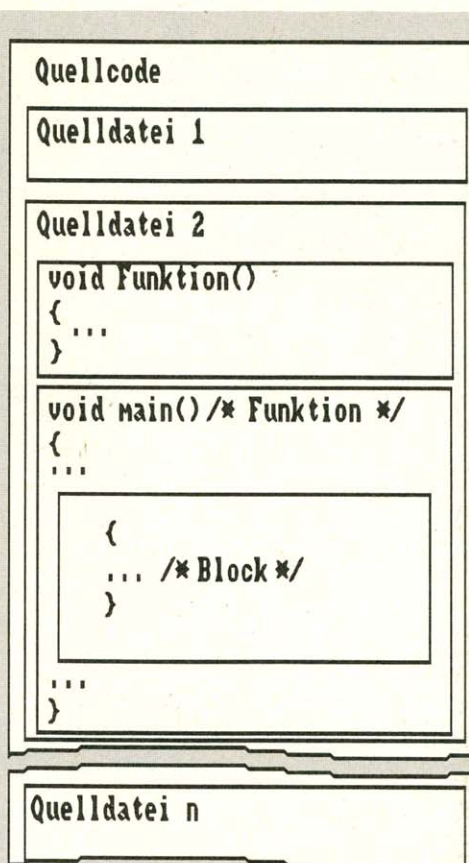 Quellcode
Quelldatei 1
Quelldatei 2
void Funktion()
{
...
}
void main() /* Funktion */
{
...
{
... /* Block */
}
...
}
Quelldatei n